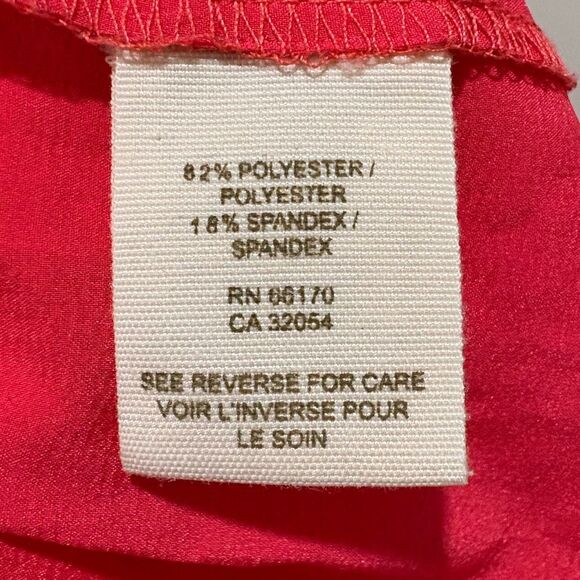 82% POLYESTER /
POLYESTER
18% SPANDEX /
SPANDEX
RN 66170
CA 32054
SEE REVERSE FOR CARE
VOIR L'INVERSE POUR
LE SOIN